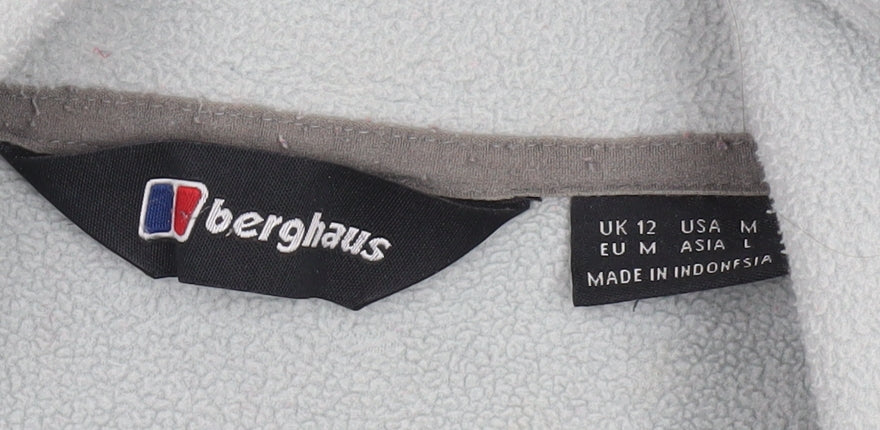 berghaus
UK 12 USA M
EU M ASIA L
MADE IN INDONESIA